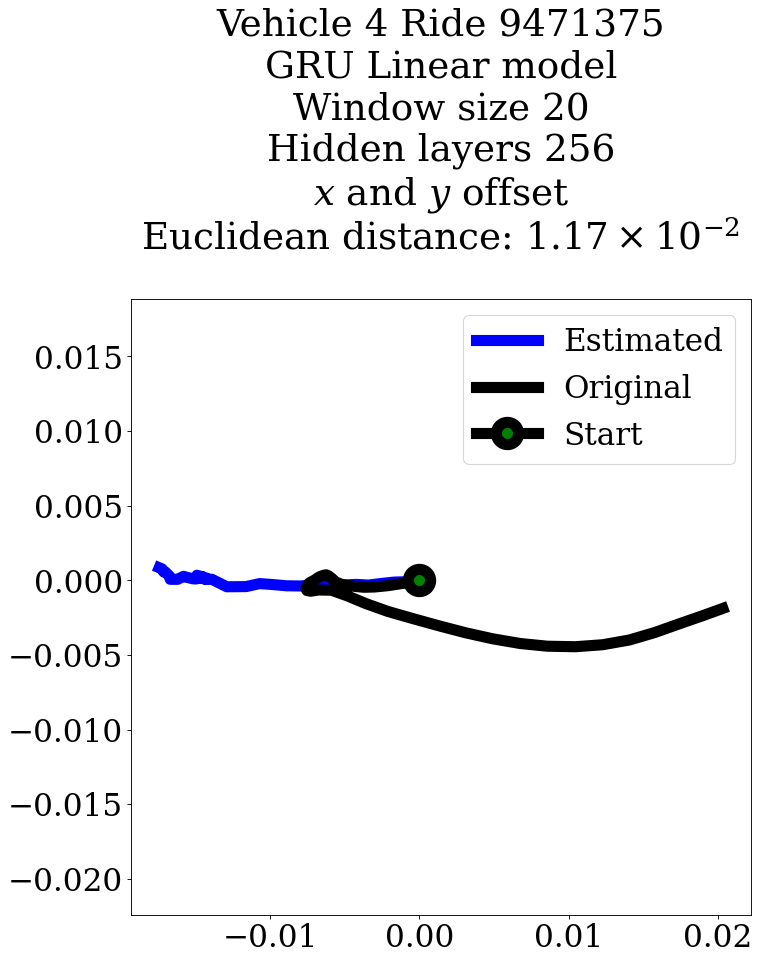 Vehicle 4 Ride 9471375
GRU Linear model
Window size 20
Hidden layers 256
x and y offset
Euclidean distance: 1.17 × 10⁻²
Estimated
Original
Start
0.015
0.010
0.005
0.000
−0.005
−0.010
−0.015
−0.020
−0.01 0.00 0.01 0.02